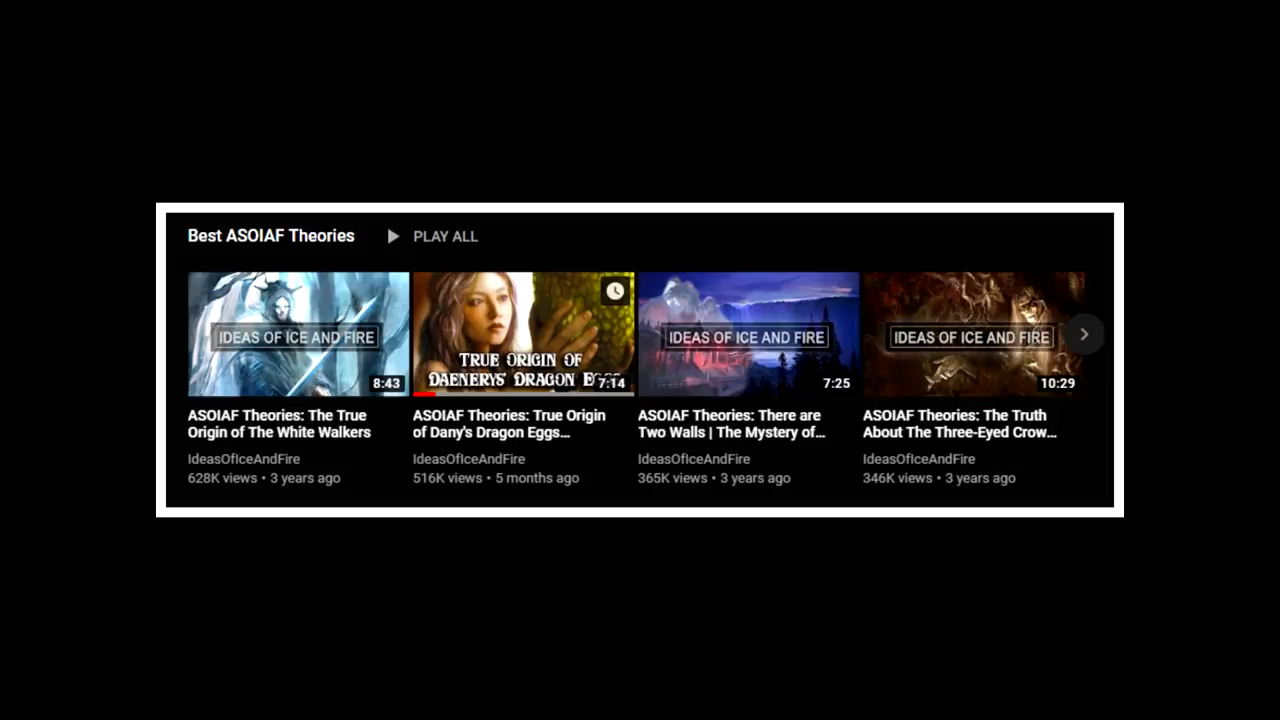 Best ASOIAF Theories PLAY ALL
IDEAS OF ICE AND FIRE
8:43
TRUE ORIGIN OF
DAENERYS' DRAGON EGGS
7:14
IDEAS OF ICE AND FIRE
7:25
IDEAS OF ICE AND FIRE
10:29
ASOIAF Theories: The True
Origin of The White Walkers
IdeasOfIceAndFire
628K views • 3 years ago
ASOIAF Theories: True Origin
of Dany's Dragon Eggs...
IdeasOfIceAndFire
516K views • 5 months ago
ASOIAF Theories: There are
Two Walls | The Mystery of...
IdeasOfIceAndFire
365K views • 3 years ago
ASOIAF Theories: The Truth
About The Three-Eyed Crow...
IdeasOfIceAndFire
346K views • 3 years ago